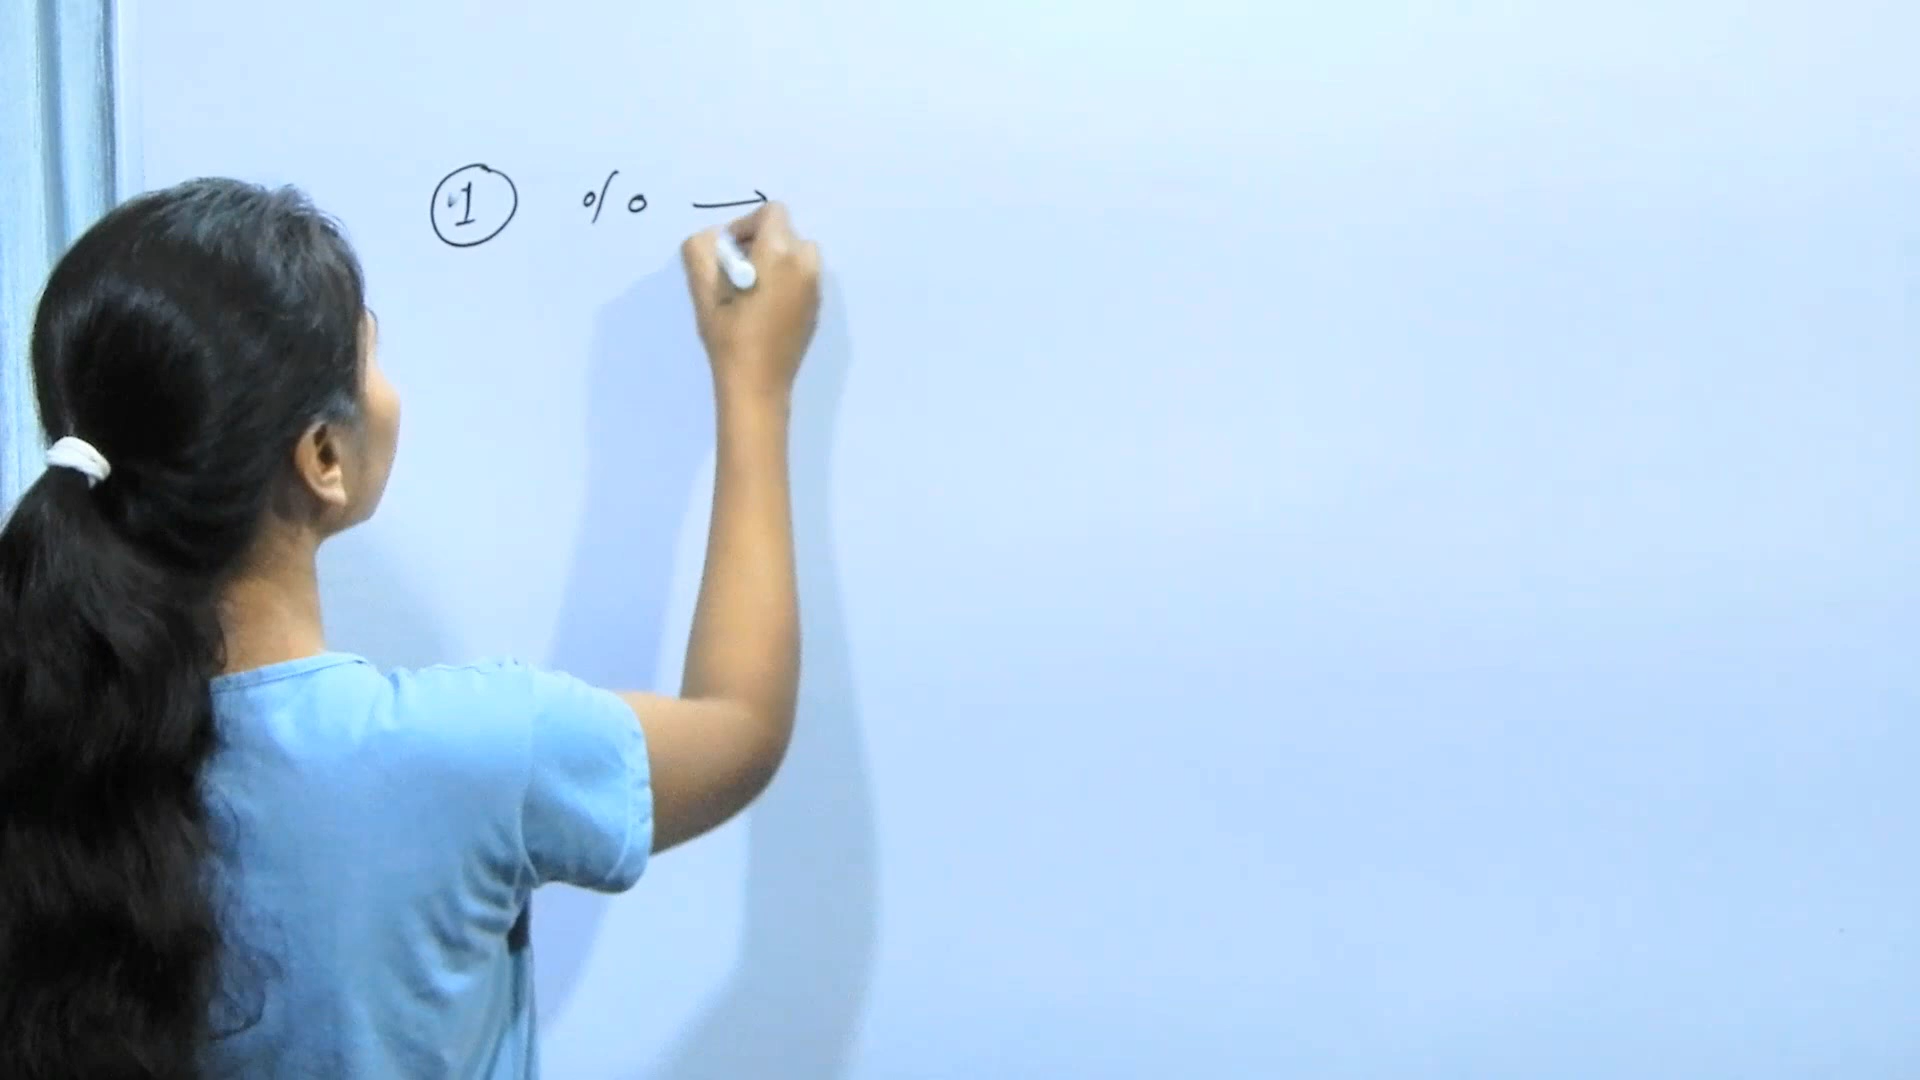 ① % →